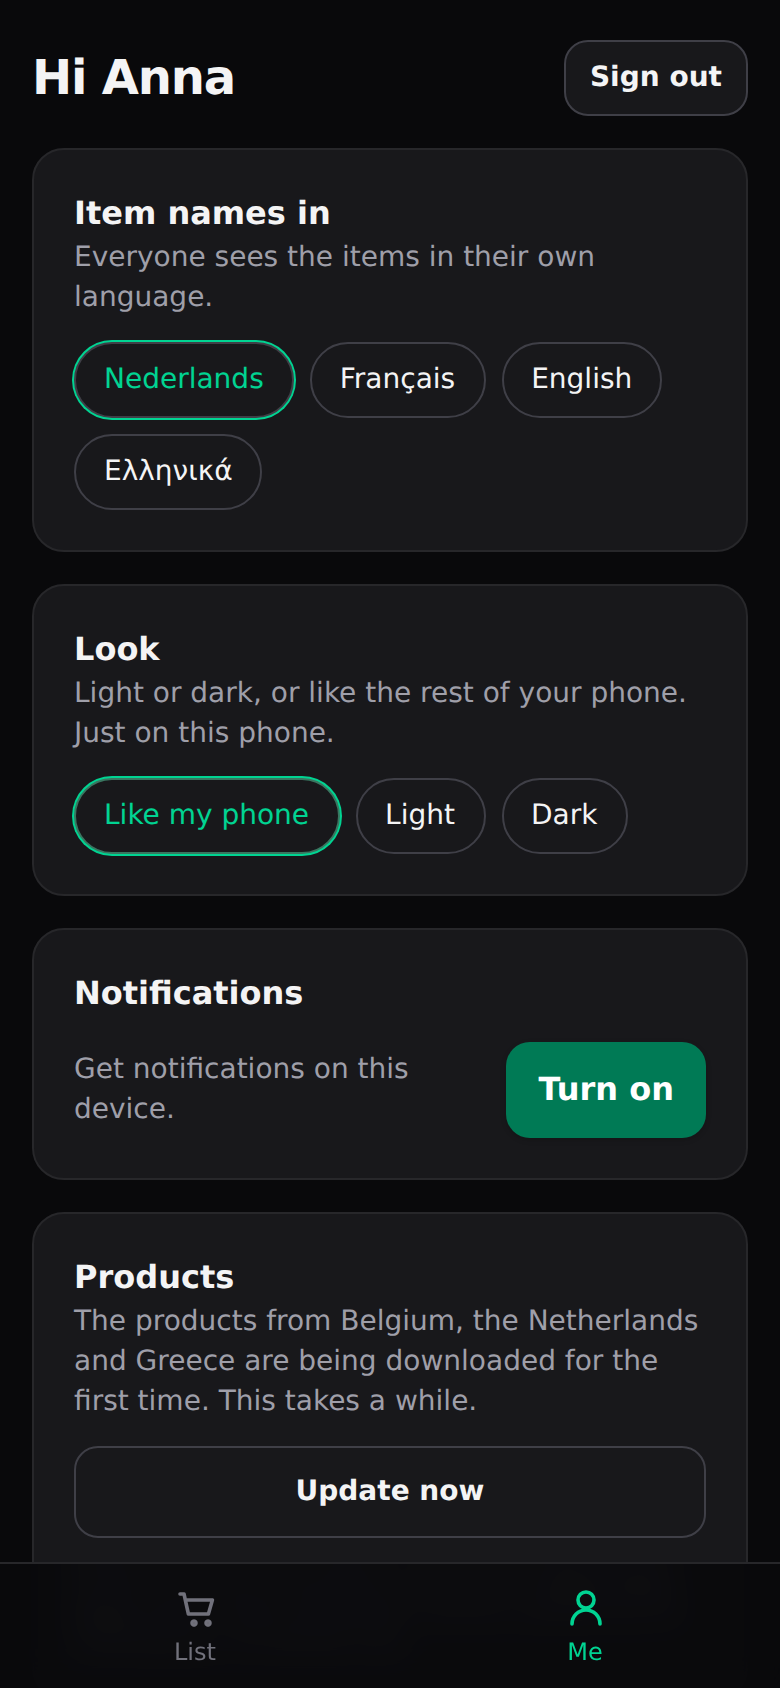 Hi Anna
Sign out
Item names in
Everyone sees the items in their own
language.
Nederlands
Français
English
Ελληνικά
Look
Light or dark, or like the rest of your phone.
Just on this phone.
Like my phone
Light
Dark
Notifications
Get notifications on this
device.
Turn on
Products
The products from Belgium, the Netherlands
and Greece are being downloaded for the
first time. This takes a while.
Update now
List
Me